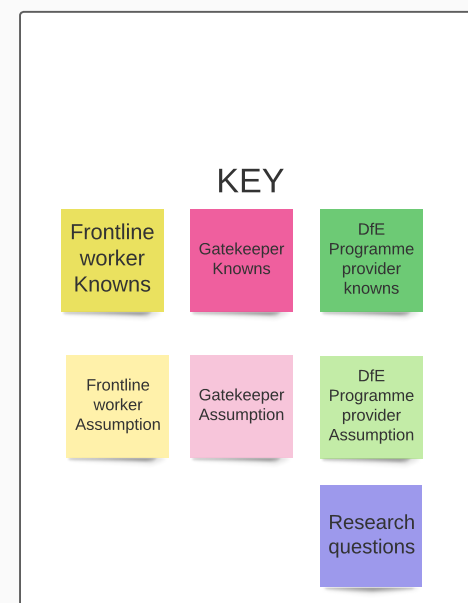 KEY
Frontline
worker
Knowns
Gatekeeper
Knowns
DfE
Programme
provider
knowns
Frontline
worker
Assumption
Gatekeeper
Assumption
DfE
Programme
provider
Assumption
Research
questions